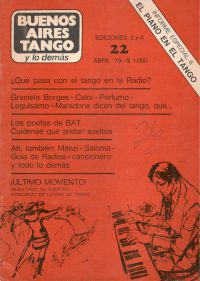 BUENOS
AIRES
TANGO
y lo demás
EDICIONES 2 x 4
22
ABRIL 79 - $ 1.000
INFORME ESPECIAL 6
EL PIANO EN EL TANGO
¿Que pasa con el tango en la Radio?
Graciela Borges - Caloi - Perfumo -
Leguisamo - Maradona dicen del tango, que...
Los poetas de BAT:
Cuidense que andan sueltos
Ah, también: Manzi - Saloma -
Guía de Radios - cancionero
y todo lo demás
¡ULTIMO MOMENTO!
RESULTADO DE NUESTRO
CONCURSO DE LETRAS DE TANGO